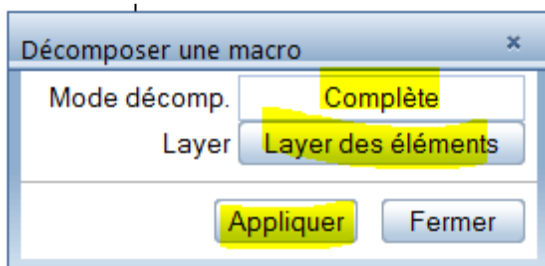 Décomposer une macro ×
Mode décomp. Complète
Layer Layer des éléments
Appliquer Fermer